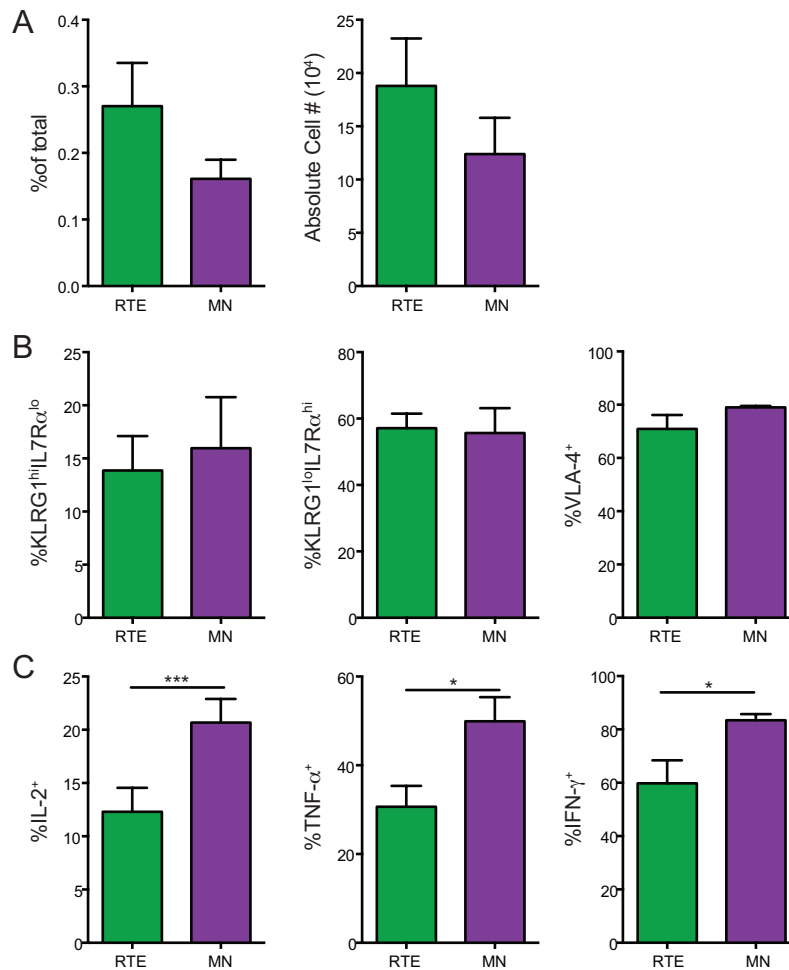 A
%of total
0.4
0.3
0.2
0.1
0.0
RTE MN
Absolute Cell # (10⁴)
25
20
15
10
5
0
RTE MN
B
%KLRG1ʰⁱIL7Rαˡᵒ
25
20
15
10
5
0
RTE MN
%KLRG1ˡᵒIL7Rαʰⁱ
80
60
40
20
0
RTE MN
%VLA-4⁺
100
80
60
40
20
0
RTE MN
C
%IL-2⁺
25
20
15
10
5
0
***
RTE MN
%TNF-α⁺
60
40
20
0
*
RTE MN
%IFN-γ⁺
100
80
60
40
20
0
*
RTE MN